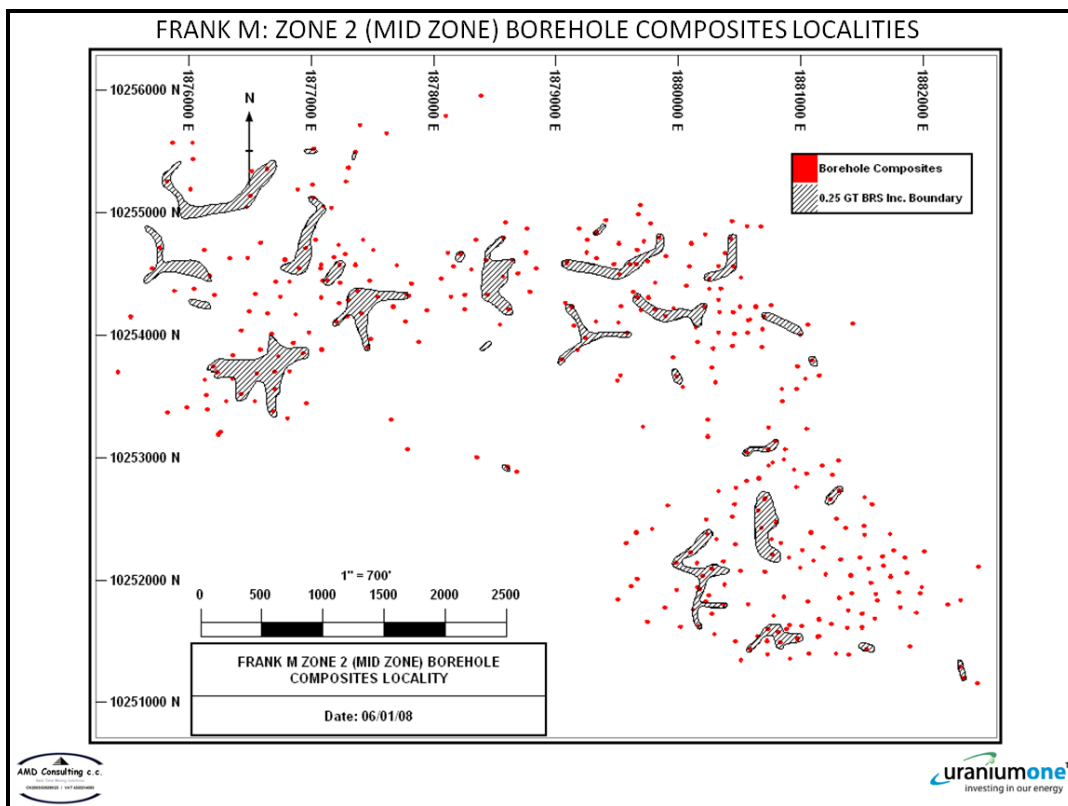 FRANK M: ZONE 2 (MID ZONE) BOREHOLE COMPOSITES LOCALITIES
1876000 E
1877000 E
1878000 E
1879000 E
1880000 E
1881000 E
1882000 E
10256000 N
10255000 N
10254000 N
10253000 N
10252000 N
10251000 N
N
Borehole Composites
0.25 GT BRS Inc. Boundary
1" = 700'
0 500 1000 1500 2000 2500
FRANK M ZONE 2 (MID ZONE) BOREHOLE
COMPOSITES LOCALITY
Date: 06/01/08
AMD Consulting c.c.
uraniumone™
investing in our energy